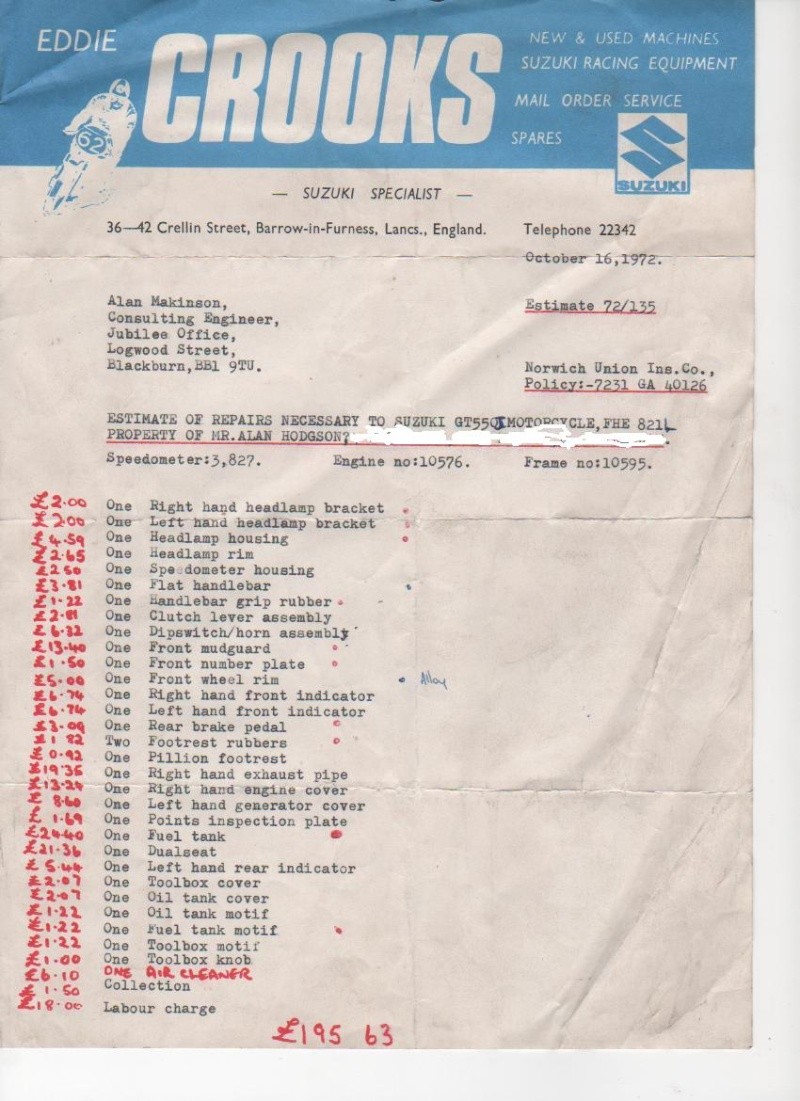 EDDIE CROOKS
NEW & USED MACHINES
SUZUKI RACING EQUIPMENT
MAIL ORDER SERVICE
SPARES
62
SUZUKI
— SUZUKI SPECIALIST —
36—42 Crellin Street, Barrow-in-Furness, Lancs., England. Telephone 22342
October 16,1972.
Alan Makinson,
Consulting Engineer,
Jubilee Office,
Logwood Street,
Blackburn,BB1 9TU.
Estimate 72/135
Norwich Union Ins.Co.,
Policy:-7231 GA 40126
ESTIMATE OF REPAIRS NECESSARY TO SUZUKI GT550J MOTORCYCLE,FHE 821L
PROPERTY OF MR.ALAN HODGSON?
Speedometer:3,827. Engine no:10576. Frame no:10595.
£2.00 One Right hand headlamp bracket
£2.00 One Left hand headlamp bracket
£4.59 One Headlamp housing
£2.65 One Headlamp rim
£2.50 One Speedometer housing
£3.81 One Flat handlebar
£1.22 One Handlebar grip rubber
£2.81 One Clutch lever assembly
£6.32 One Dipswitch/horn assembly
£13.40 One Front mudguard
£1.50 One Front number plate
£5.00 One Front wheel rim Alloy
£6.74 One Right hand front indicator
£6.74 One Left hand front indicator
£3.09 One Rear brake pedal
£1.82 Two Footrest rubbers
£0.92 One Pillion footrest
£19.35 One Right hand exhaust pipe
£13.24 One Right hand engine cover
£8.60 One Left hand generator cover
£1.69 One Points inspection plate
£24.40 One Fuel tank
£21.36 One Dualseat
£5.44 One Left hand rear indicator
£2.07 One Toolbox cover
£2.07 One Oil tank cover
£1.22 One Oil tank motif
£1.22 One Fuel tank motif
£1.22 One Toolbox motif
£1.00 One Toolbox knob
£6.10 ONE AIR CLEANER
£1.50 Collection
£18.00 Labour charge
£195 63